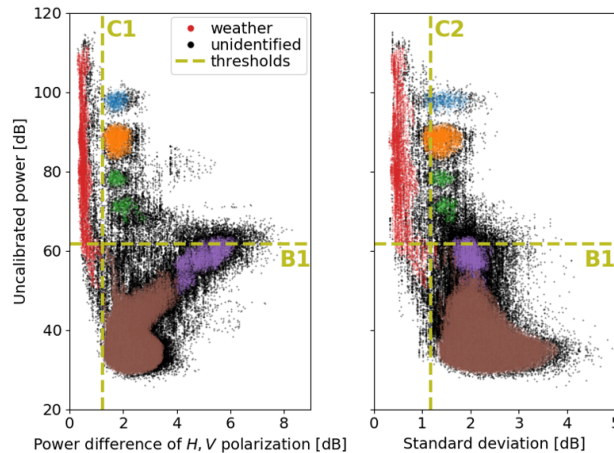 C1
C2
weather
unidentified
thresholds
120
100
80
60
40
20
Uncalibrated power [dB]
B1
B1
0
2
4
6
8
0
1
2
3
4
5
Power difference of H, V polarization [dB]
Standard deviation [dB]